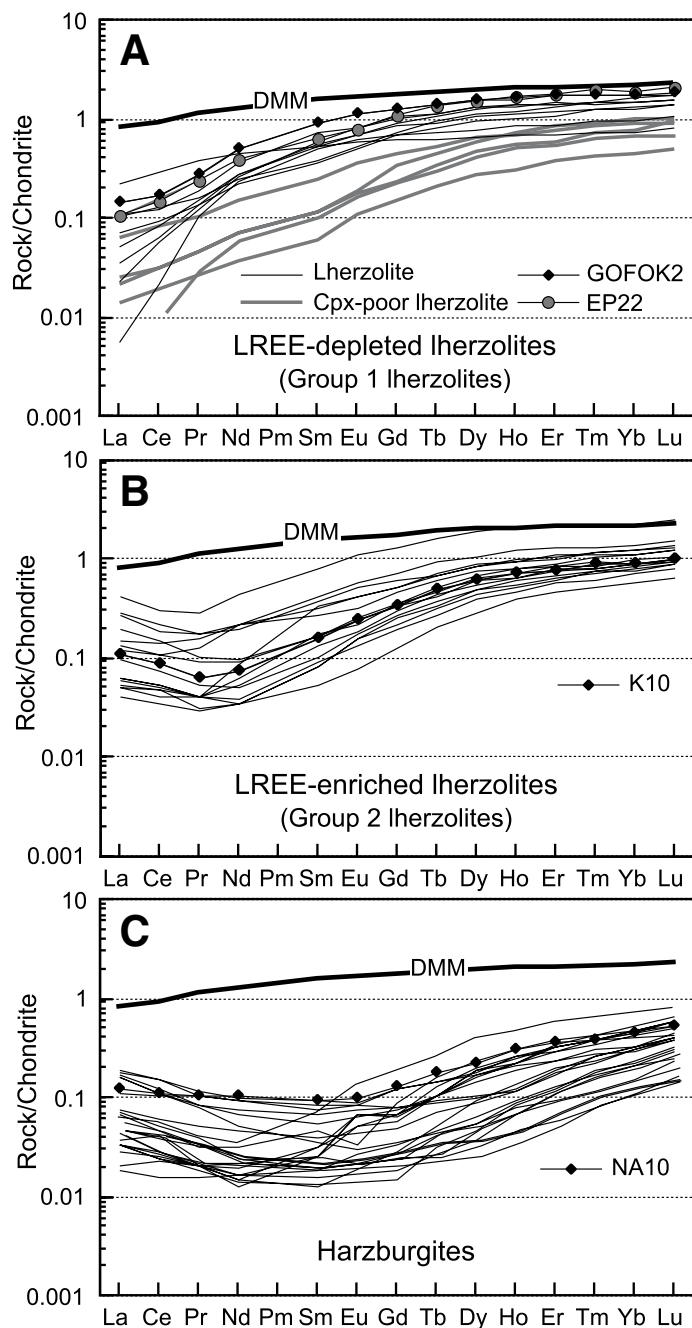 A
10
1
0.1
0.01
0.001
Rock/Chondrite
DMM
Lherzolite
GOFOK2
Cpx-poor lherzolite
EP22
LREE-depleted lherzolites
(Group 1 lherzolites)
La Ce Pr Nd Pm Sm Eu Gd Tb Dy Ho Er Tm Yb Lu
B
10
1
0.1
0.01
0.001
Rock/Chondrite
DMM
K10
LREE-enriched lherzolites
(Group 2 lherzolites)
La Ce Pr Nd Pm Sm Eu Gd Tb Dy Ho Er Tm Yb Lu
C
10
1
0.1
0.01
0.001
Rock/Chondrite
DMM
NA10
Harzburgites
La Ce Pr Nd Pm Sm Eu Gd Tb Dy Ho Er Tm Yb Lu